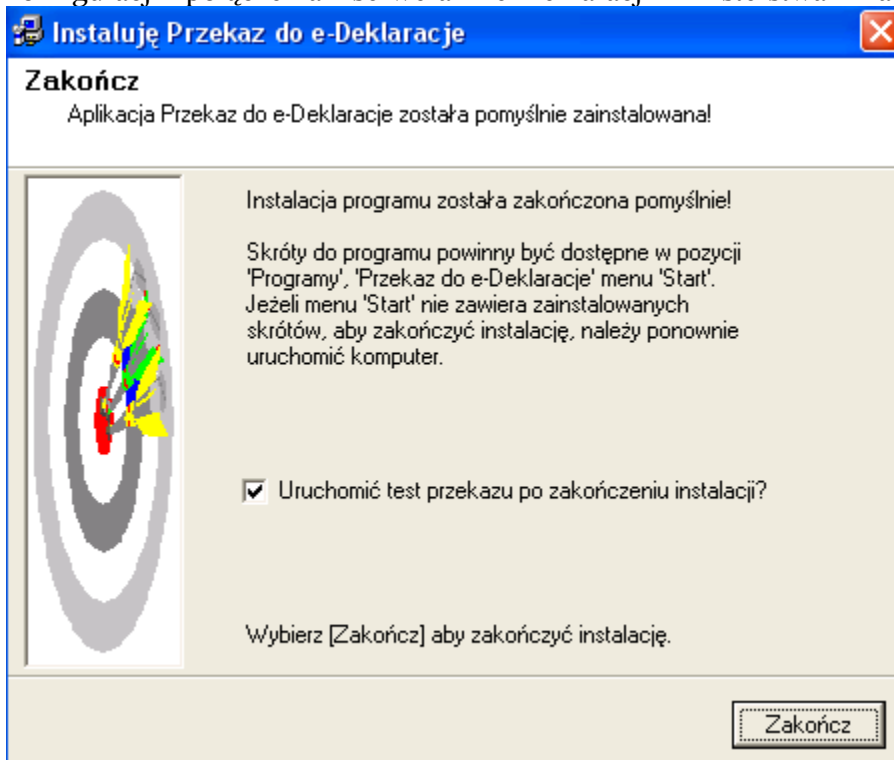 Instaluję Przekaz do e-Deklaracje
Zakończ
Aplikacja Przekaz do e-Deklaracje została pomyślnie zainstalowana!
Instalacja programu została zakończona pomyślnie!
Skróty do programu powinny być dostępne w pozycji
'Programy', 'Przekaz do e-Deklaracje' menu 'Start'.
Jeżeli menu 'Start' nie zawiera zainstalowanych
skrótów, aby zakończyć instalację, należy ponownie
uruchomić komputer.
Uruchomić test przekazu po zakończeniu instalacji?
Wybierz [Zakończ] aby zakończyć instalację.
Zakończ